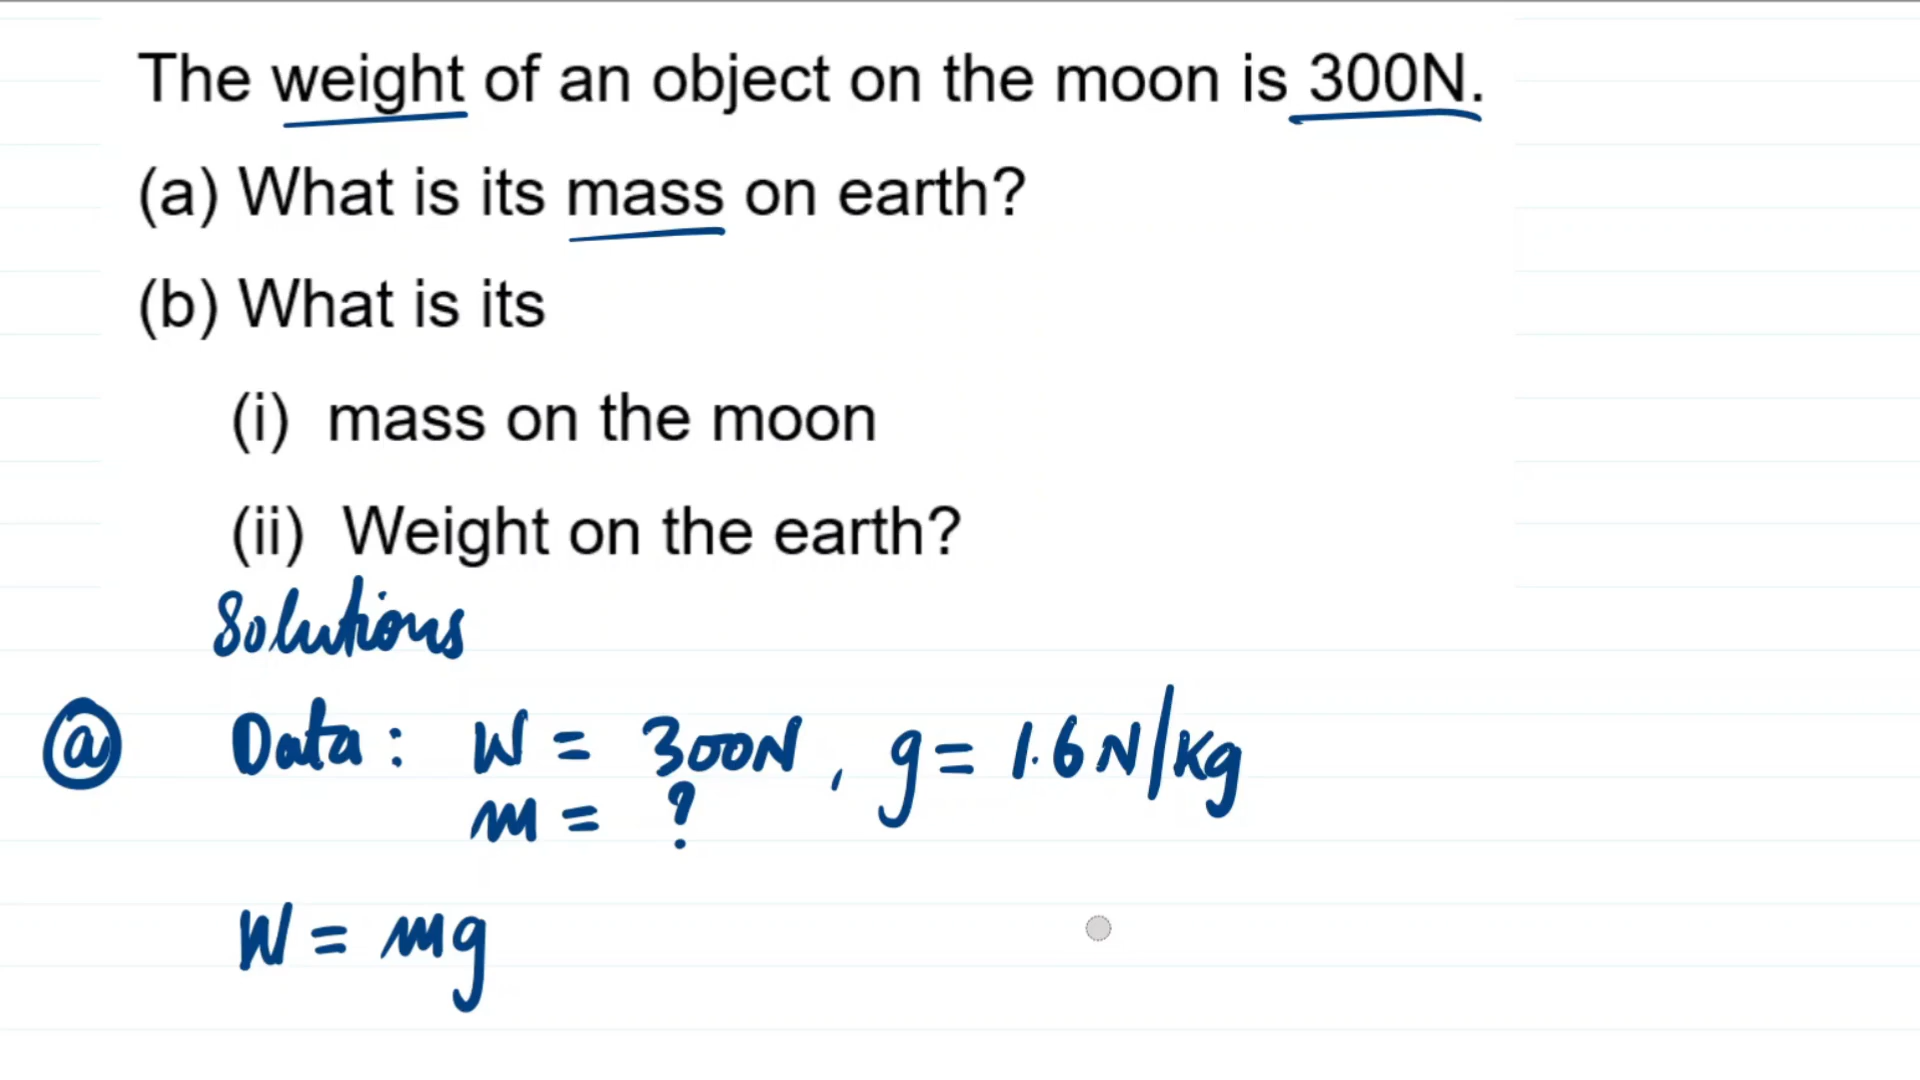 The weight of an object on the moon is 300N.
(a) What is its mass on earth?
(b) What is its
(i) mass on the moon
(ii) Weight on the earth?
Solutions
(a) Data: W = 300N, g = 1.6N/kg
m = ?
W = mg